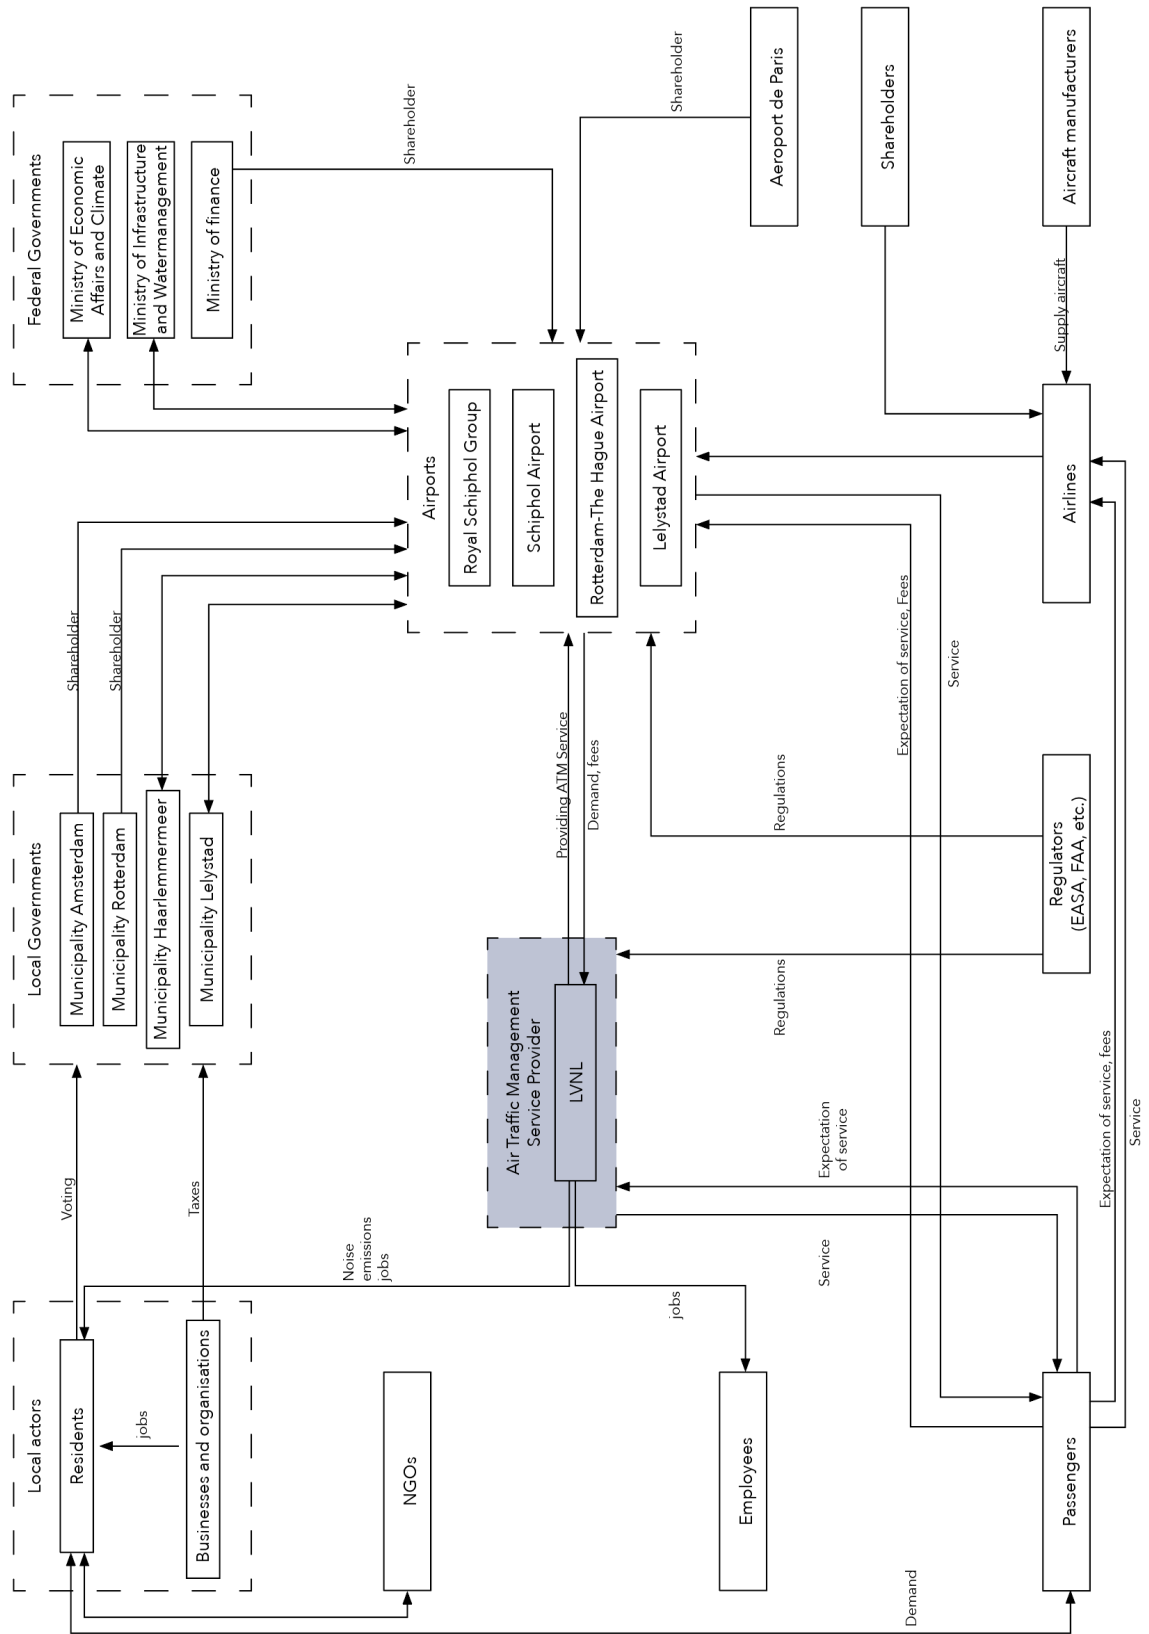 Local actors
Residents
jobs
Businesses and organisations
Voting
Taxes
Local Governments
Municipality Amsterdam
Municipality Rotterdam
Municipality Haarlemmermeer
Municipality Lelystad
Shareholder
Shareholder
Federal Governments
Ministry of Economic
Affairs and Climate
Ministry of Infrastructure
and Watermanagement
Ministry of finance
Shareholder
Noise
emissions
jobs
NGOs
Air Traffic Management
Service Provider
LVNL
Providing ATM Service
Demand, fees
Airports
Royal Schiphol Group
Schiphol Airport
Rotterdam-The Hague Airport
Lelystad Airport
Shareholder
Aeroport de Paris
jobs
Employees
Regulations
Regulations
Expectation
of service
Service
Expectation of service, Fees
Service
Shareholders
Demand
Passengers
Regulators
(EASA, FAA, etc.)
Airlines
Supply aircraft
Aircraft manufacturers
Expectation of service, fees
Service